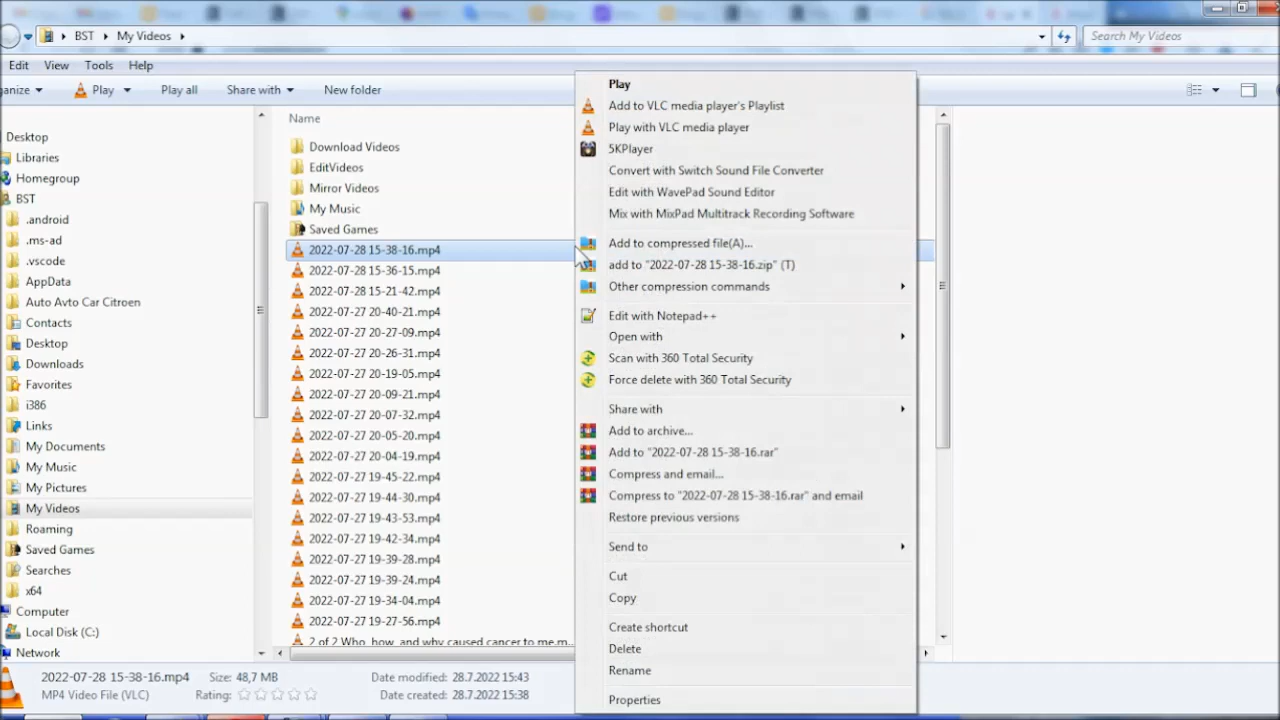 BST
My Videos
Search My Videos
Edit
View
Tools
Help
ganize
Play
Play all
Share with
New folder
Desktop
Libraries
Homegroup
BST
.android
.ms-ad
.vscode
AppData
Auto Avto Car Citroen
Contacts
Desktop
Downloads
Favorites
i386
Links
My Documents
My Music
My Pictures
My Videos
Roaming
Saved Games
Searches
x64
Computer
Local Disk (C:)
Network
Name
Download Videos
EditVideos
Mirror Videos
My Music
Saved Games
2022-07-28 15-38-16.mp4
2022-07-28 15-36-15.mp4
2022-07-28 15-21-42.mp4
2022-07-27 20-40-21.mp4
2022-07-27 20-27-09.mp4
2022-07-27 20-26-31.mp4
2022-07-27 20-19-05.mp4
2022-07-27 20-09-21.mp4
2022-07-27 20-07-32.mp4
2022-07-27 20-05-20.mp4
2022-07-27 20-04-19.mp4
2022-07-27 19-45-22.mp4
2022-07-27 19-44-30.mp4
2022-07-27 19-43-53.mp4
2022-07-27 19-42-34.mp4
2022-07-27 19-39-28.mp4
2022-07-27 19-39-24.mp4
2022-07-27 19-34-04.mp4
2022-07-27 19-27-56.mp4
2 of 2 Who, how, and why caused cancer to me.m...
Play
Add to VLC media player's Playlist
Play with VLC media player
5KPlayer
Convert with Switch Sound File Converter
Edit with WavePad Sound Editor
Mix with MixPad Multitrack Recording Software
Add to compressed file(A)...
add to "2022-07-28 15-38-16.zip" (T)
Other compression commands
Edit with Notepad++
Open with
Scan with 360 Total Security
Force delete with 360 Total Security
Share with
Add to archive...
Add to "2022-07-28 15-38-16.rar"
Compress and email...
Compress to "2022-07-28 15-38-16.rar" and email
Restore previous versions
Send to
Cut
Copy
Create shortcut
Delete
Rename
Properties
2022-07-28 15-38-16.mp4
MP4 Video File (VLC)
Size: 48,7 MB
Rating:
Date modified: 28.7.2022 15:43
Date created: 28.7.2022 15:38